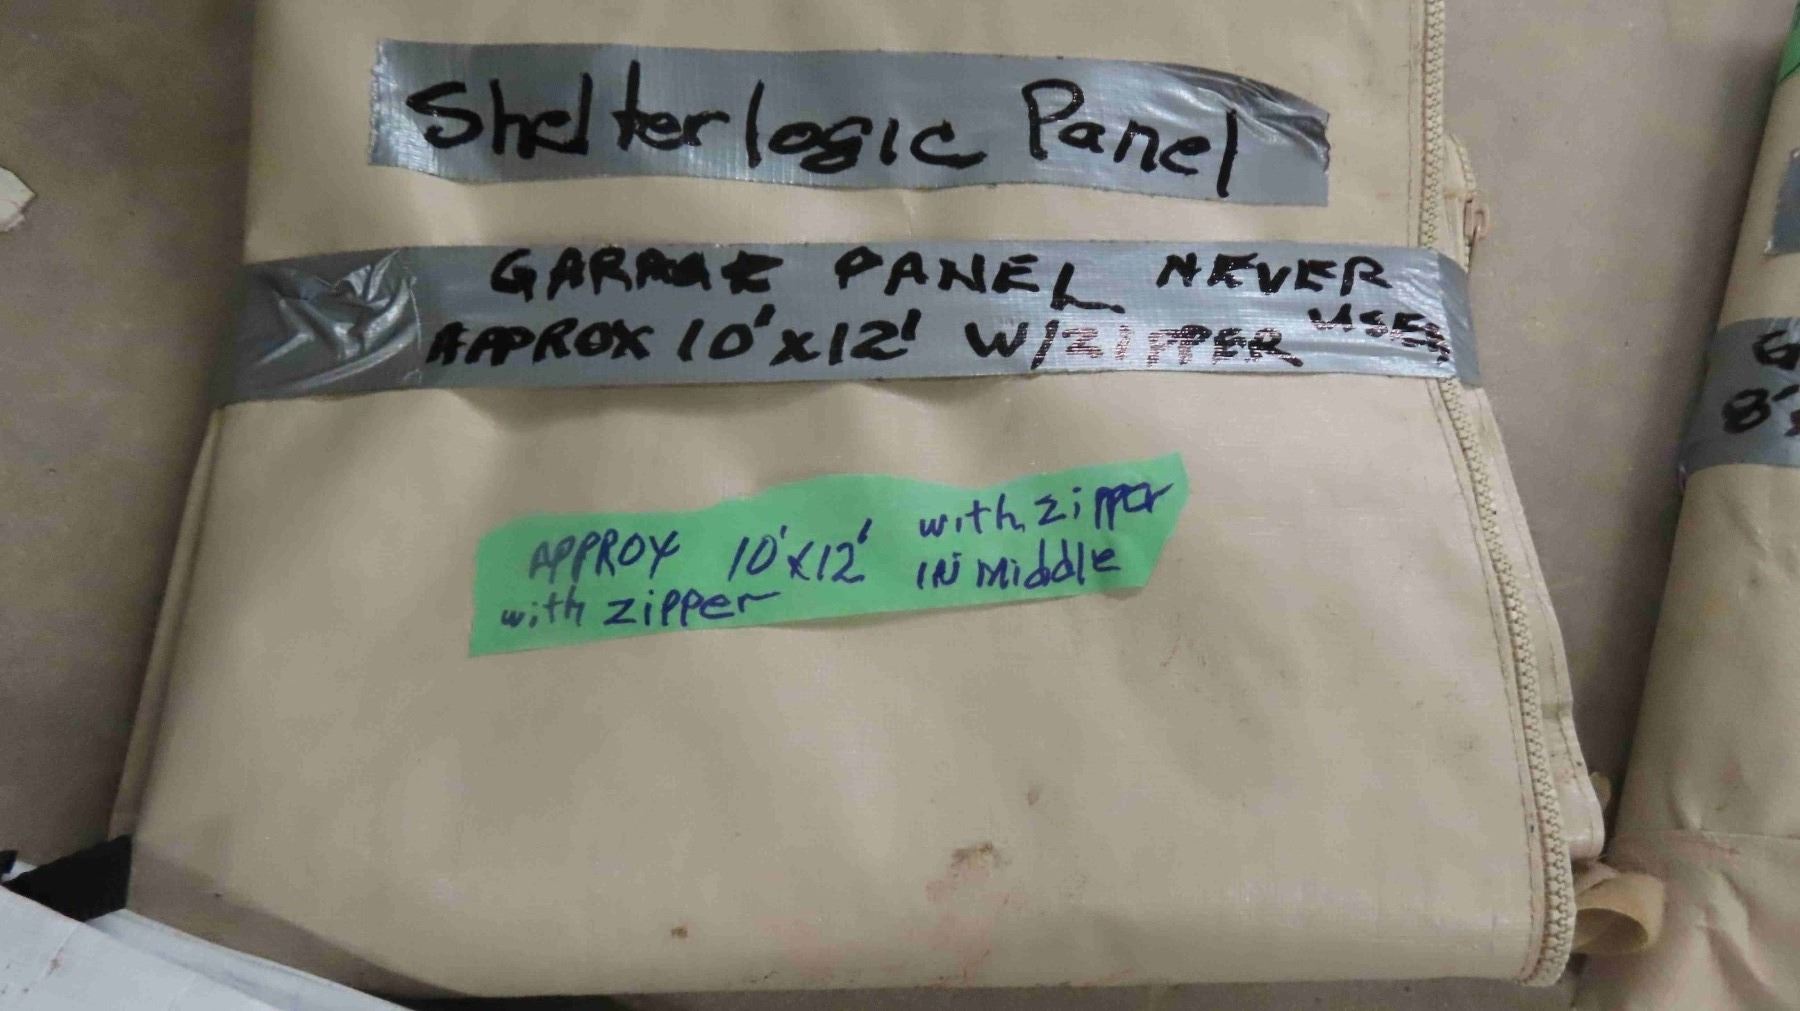 Shelterlogic Panel
GARAGE PANEL NEVER
APPROX 10'x12' W/ZIPPER USED
APPROX 10'x12' with zipper
with zipper IN Middle
G
8'